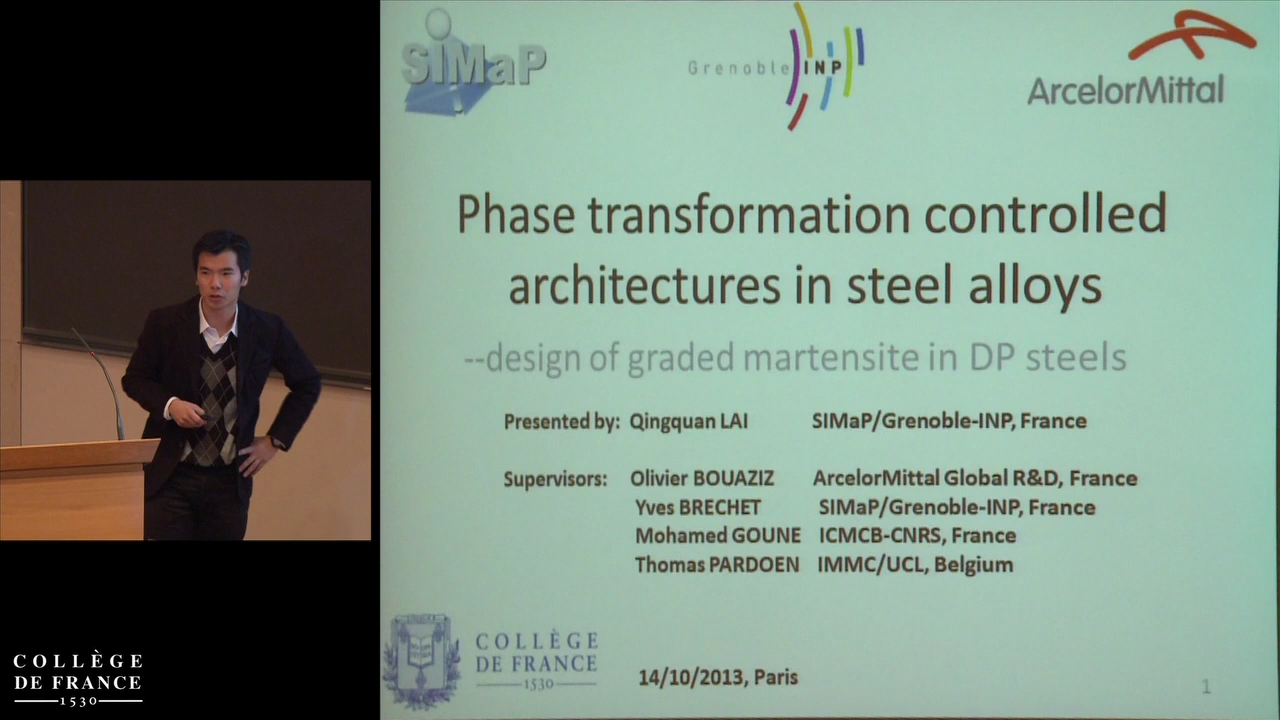 SiMaP
Grenoble INP
ArcelorMittal
Phase transformation controlled
architectures in steel alloys
--design of graded martensite in DP steels
Presented by: Qingquan LAI SIMaP/Grenoble-INP, France
Supervisors: Olivier BOUAZIZ ArcelorMittal Global R&D, France
Yves BRECHET SIMaP/Grenoble-INP, France
Mohamed GOUNE ICMCB-CNRS, France
Thomas PARDOEN IMMC/UCL, Belgium
COLLÈGE
DE FRANCE
1530
14/10/2013, Paris
1
COLLÈGE
DE FRANCE
1530